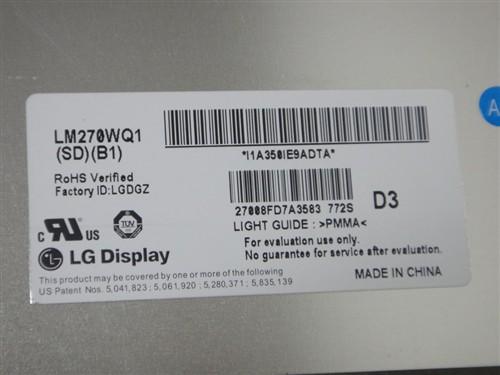 LM270WQ1
(SD)(B1)
RoHS Verified
Factory ID:LGDGZ
*I1A350IE9ADTA*
27008FD7A3583 772S
D3
LIGHT GUIDE : >PMMA<
For evaluation use only.
No guarantee for service after evaluation.
c UL US
TÜV
LG Display
MADE IN CHINA
This product may be covered by one or more of the following
US Patent Nos. 5,041,823 ; 5,061,920 ; 5,280,371 ; 5,835,139
A